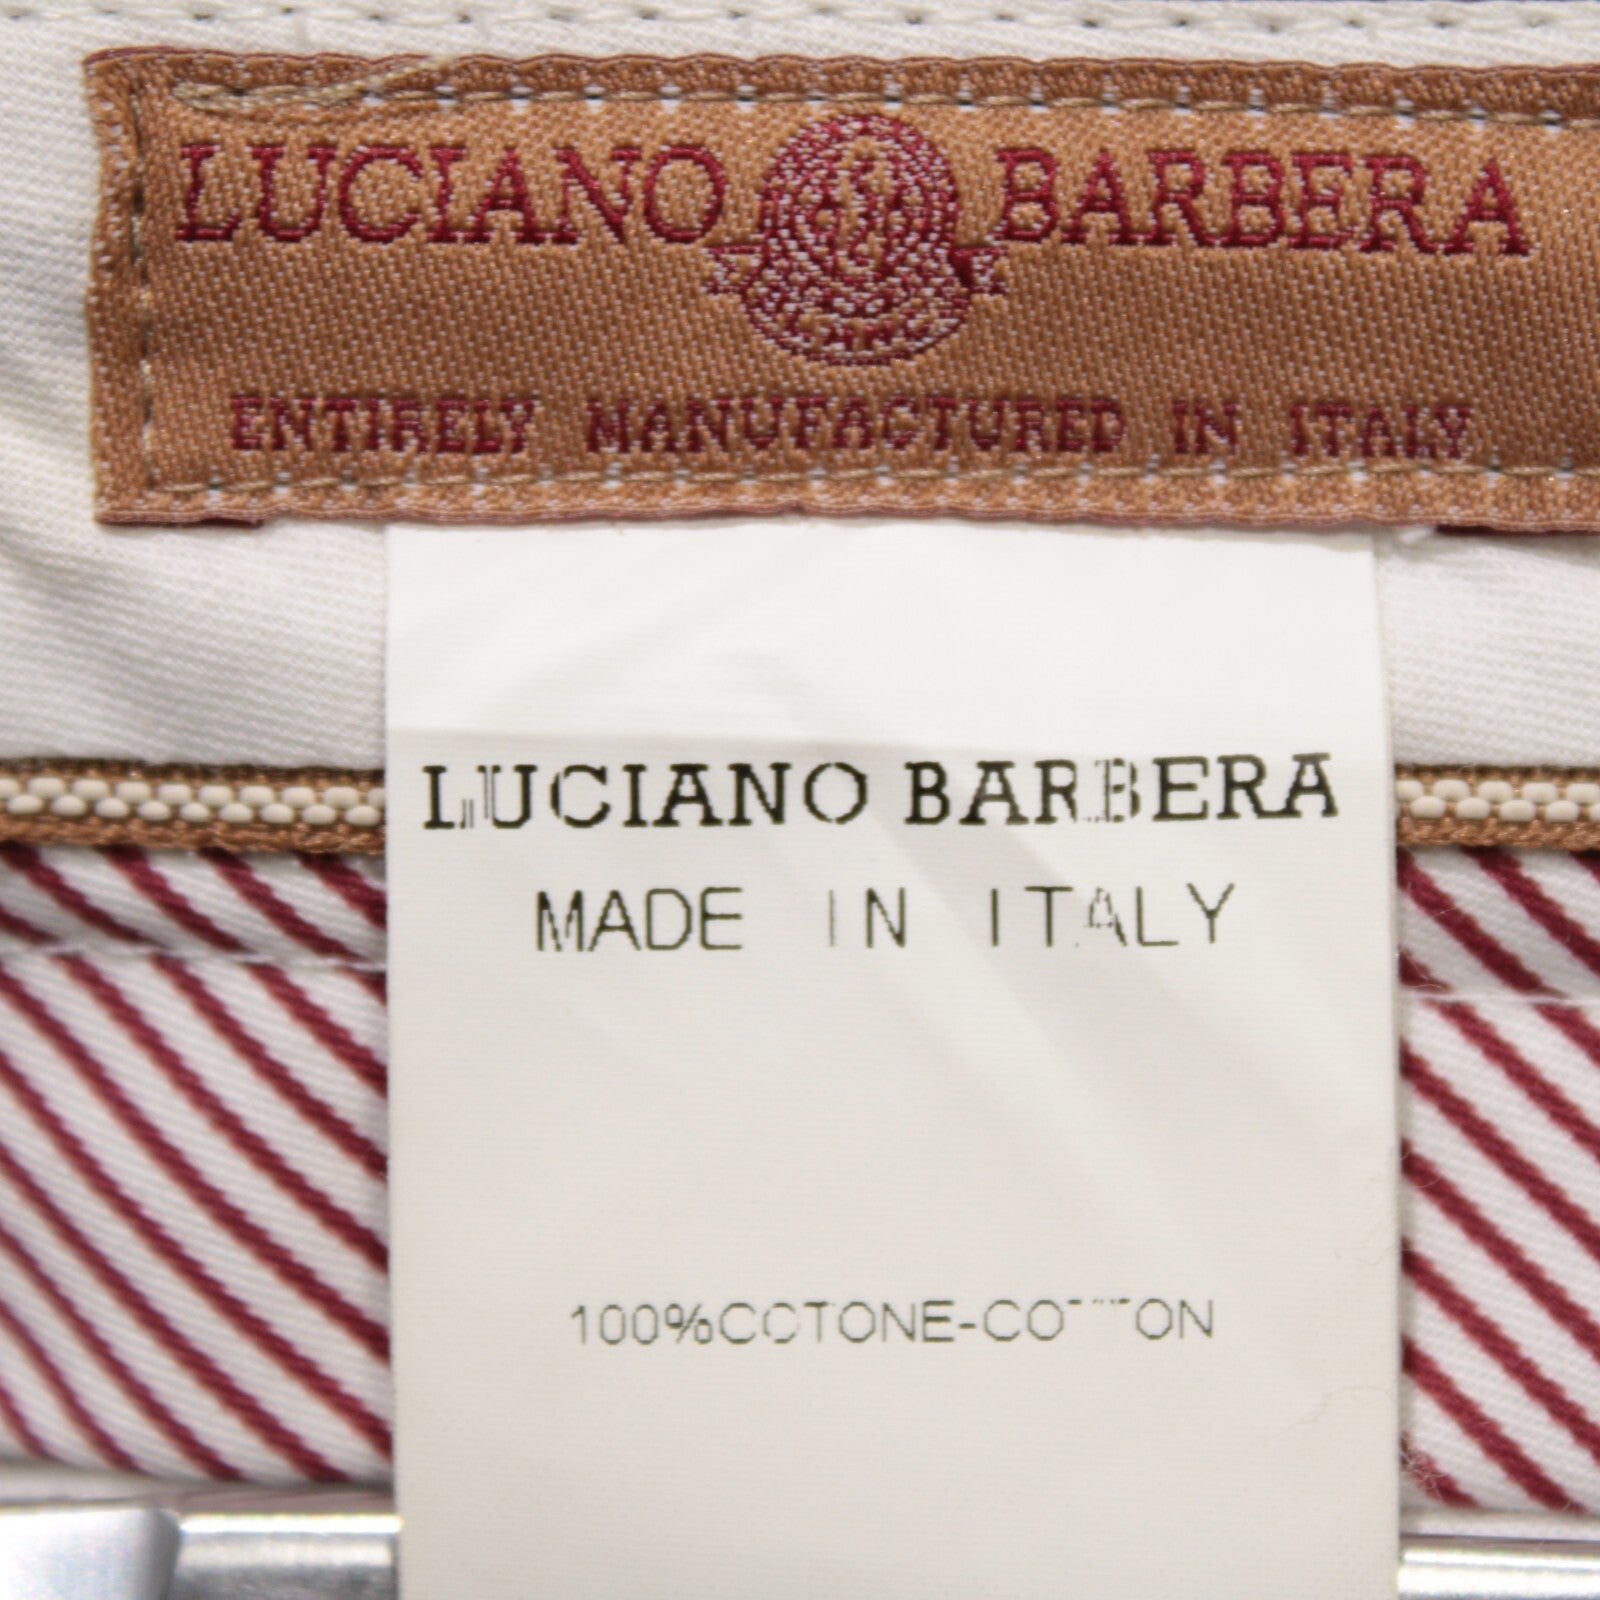 LUCIANO BARBERA
ENTIRELY MANUFACTURED IN ITALY
LUCIANO BARBERA
MADE IN ITALY
100%COTONE-COTTON